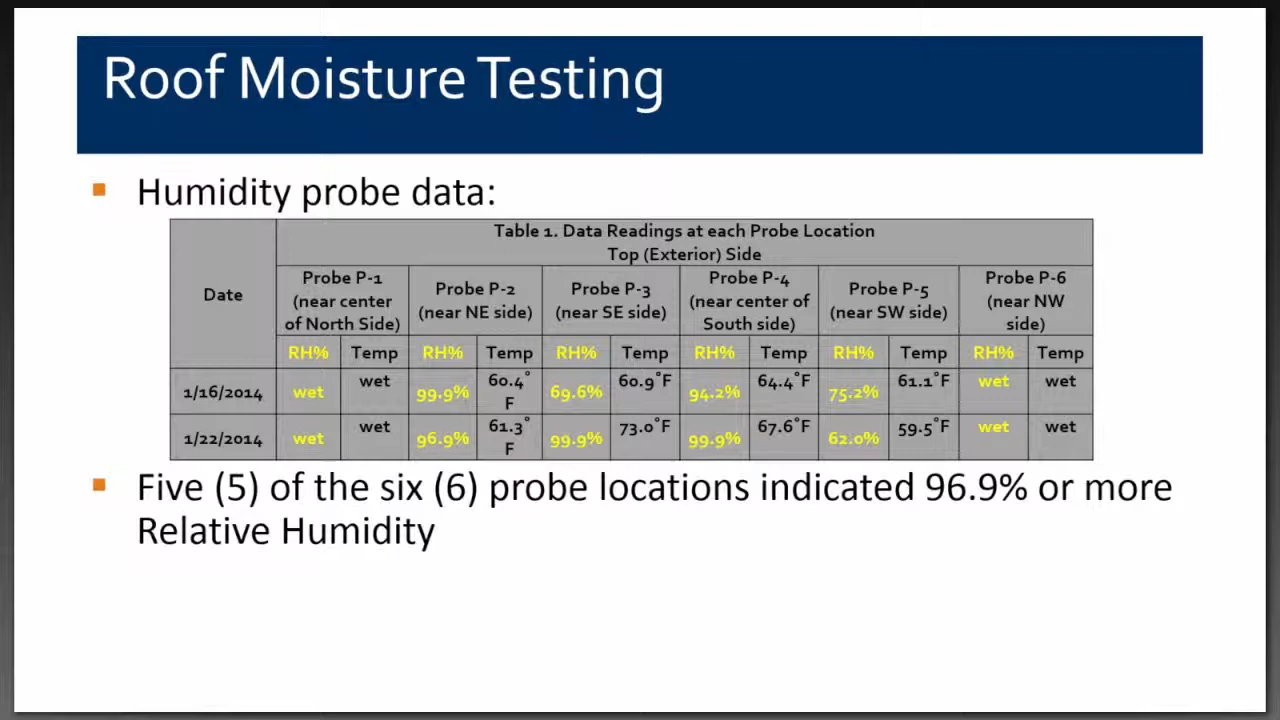 Roof Moisture Testing
Humidity probe data:
Table 1. Data Readings at each Probe Location
Top (Exterior) Side
Date
Probe P-1
(near center
of North Side)
Probe P-2
(near NE side)
Probe P-3
(near SE side)
Probe P-4
(near center of
South side)
Probe P-5
(near SW side)
Probe P-6
(near NW
side)
RH% Temp RH% Temp RH% Temp RH% Temp RH% Temp RH% Temp
1/16/2014 wet wet 99.9% 60.4°F 69.6% 60.9°F 94.2% 64.4°F 75.2% 61.1°F wet wet
1/22/2014 wet wet 96.9% 61.3°F 99.9% 73.0°F 99.9% 67.6°F 62.0% 59.5°F wet wet
Five (5) of the six (6) probe locations indicated 96.9% or more
Relative Humidity